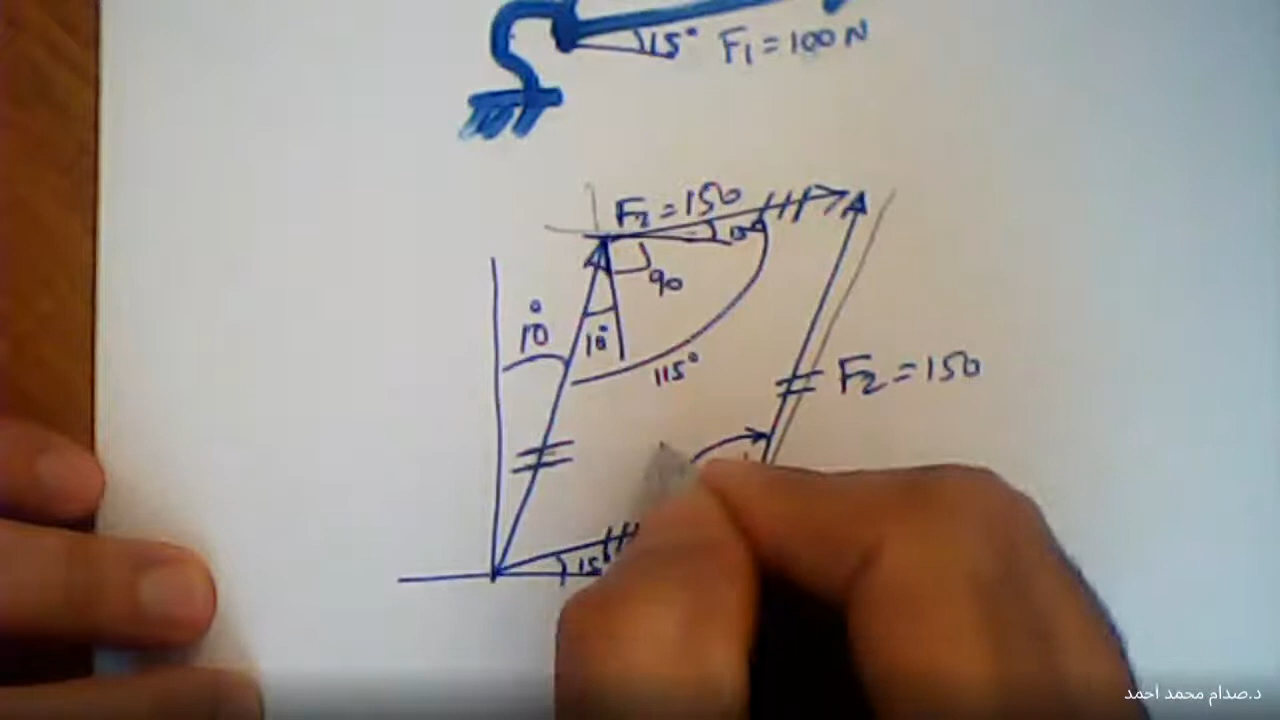 15° F1 = 100 N
F2 = 150
90
10°
10°
115°
F2 = 150
15°
د.صدام محمد احمد